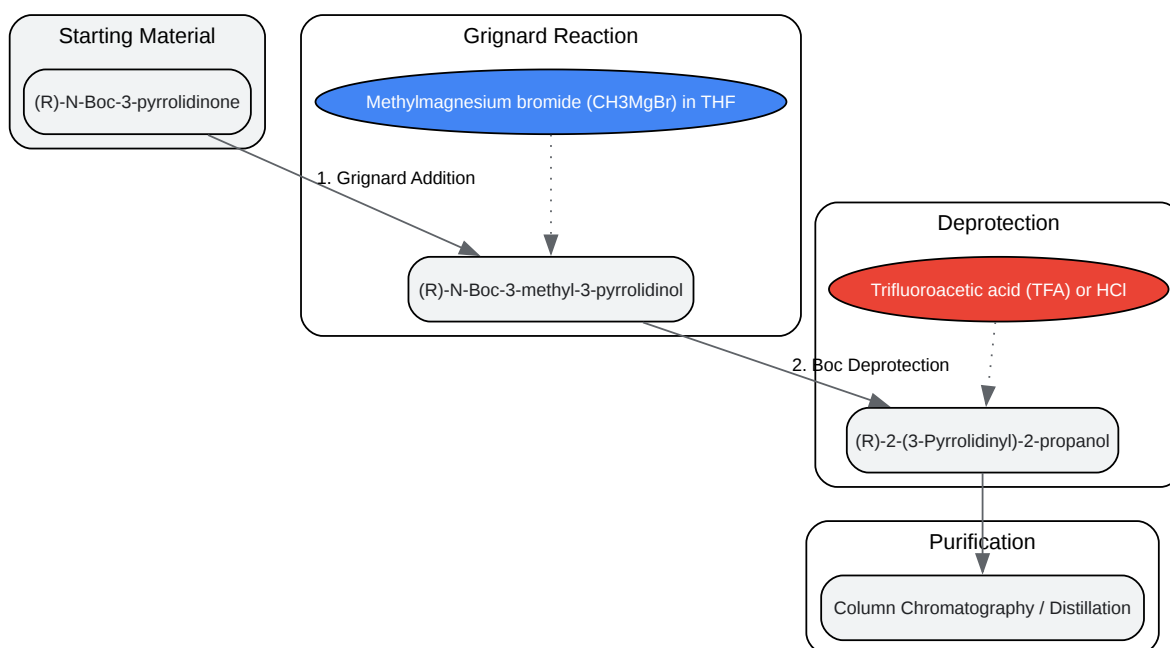 Starting Material
(R)-N-Boc-3-pyrrolidinone
Grignard Reaction
Methylmagnesium bromide (CH3MgBr) in THF
1. Grignard Addition
(R)-N-Boc-3-methyl-3-pyrrolidinol
Deprotection
Trifluoroacetic acid (TFA) or HCl
2. Boc Deprotection
(R)-2-(3-Pyrrolidinyl)-2-propanol
Purification
Column Chromatography / Distillation